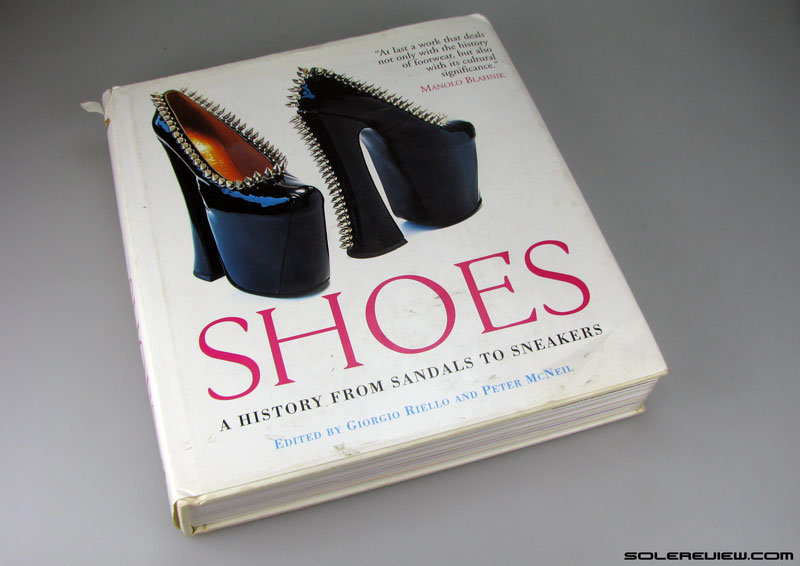 "At last a work that deals
not only with the history
of footwear, but also
with its cultural
significance."
MANOLO BLAHNIK
SHOES
A HISTORY FROM SANDALS TO SNEAKERS
EDITED BY GIORGIO RIELLO AND PETER MCNEIL
SOLEREVIEW.COM